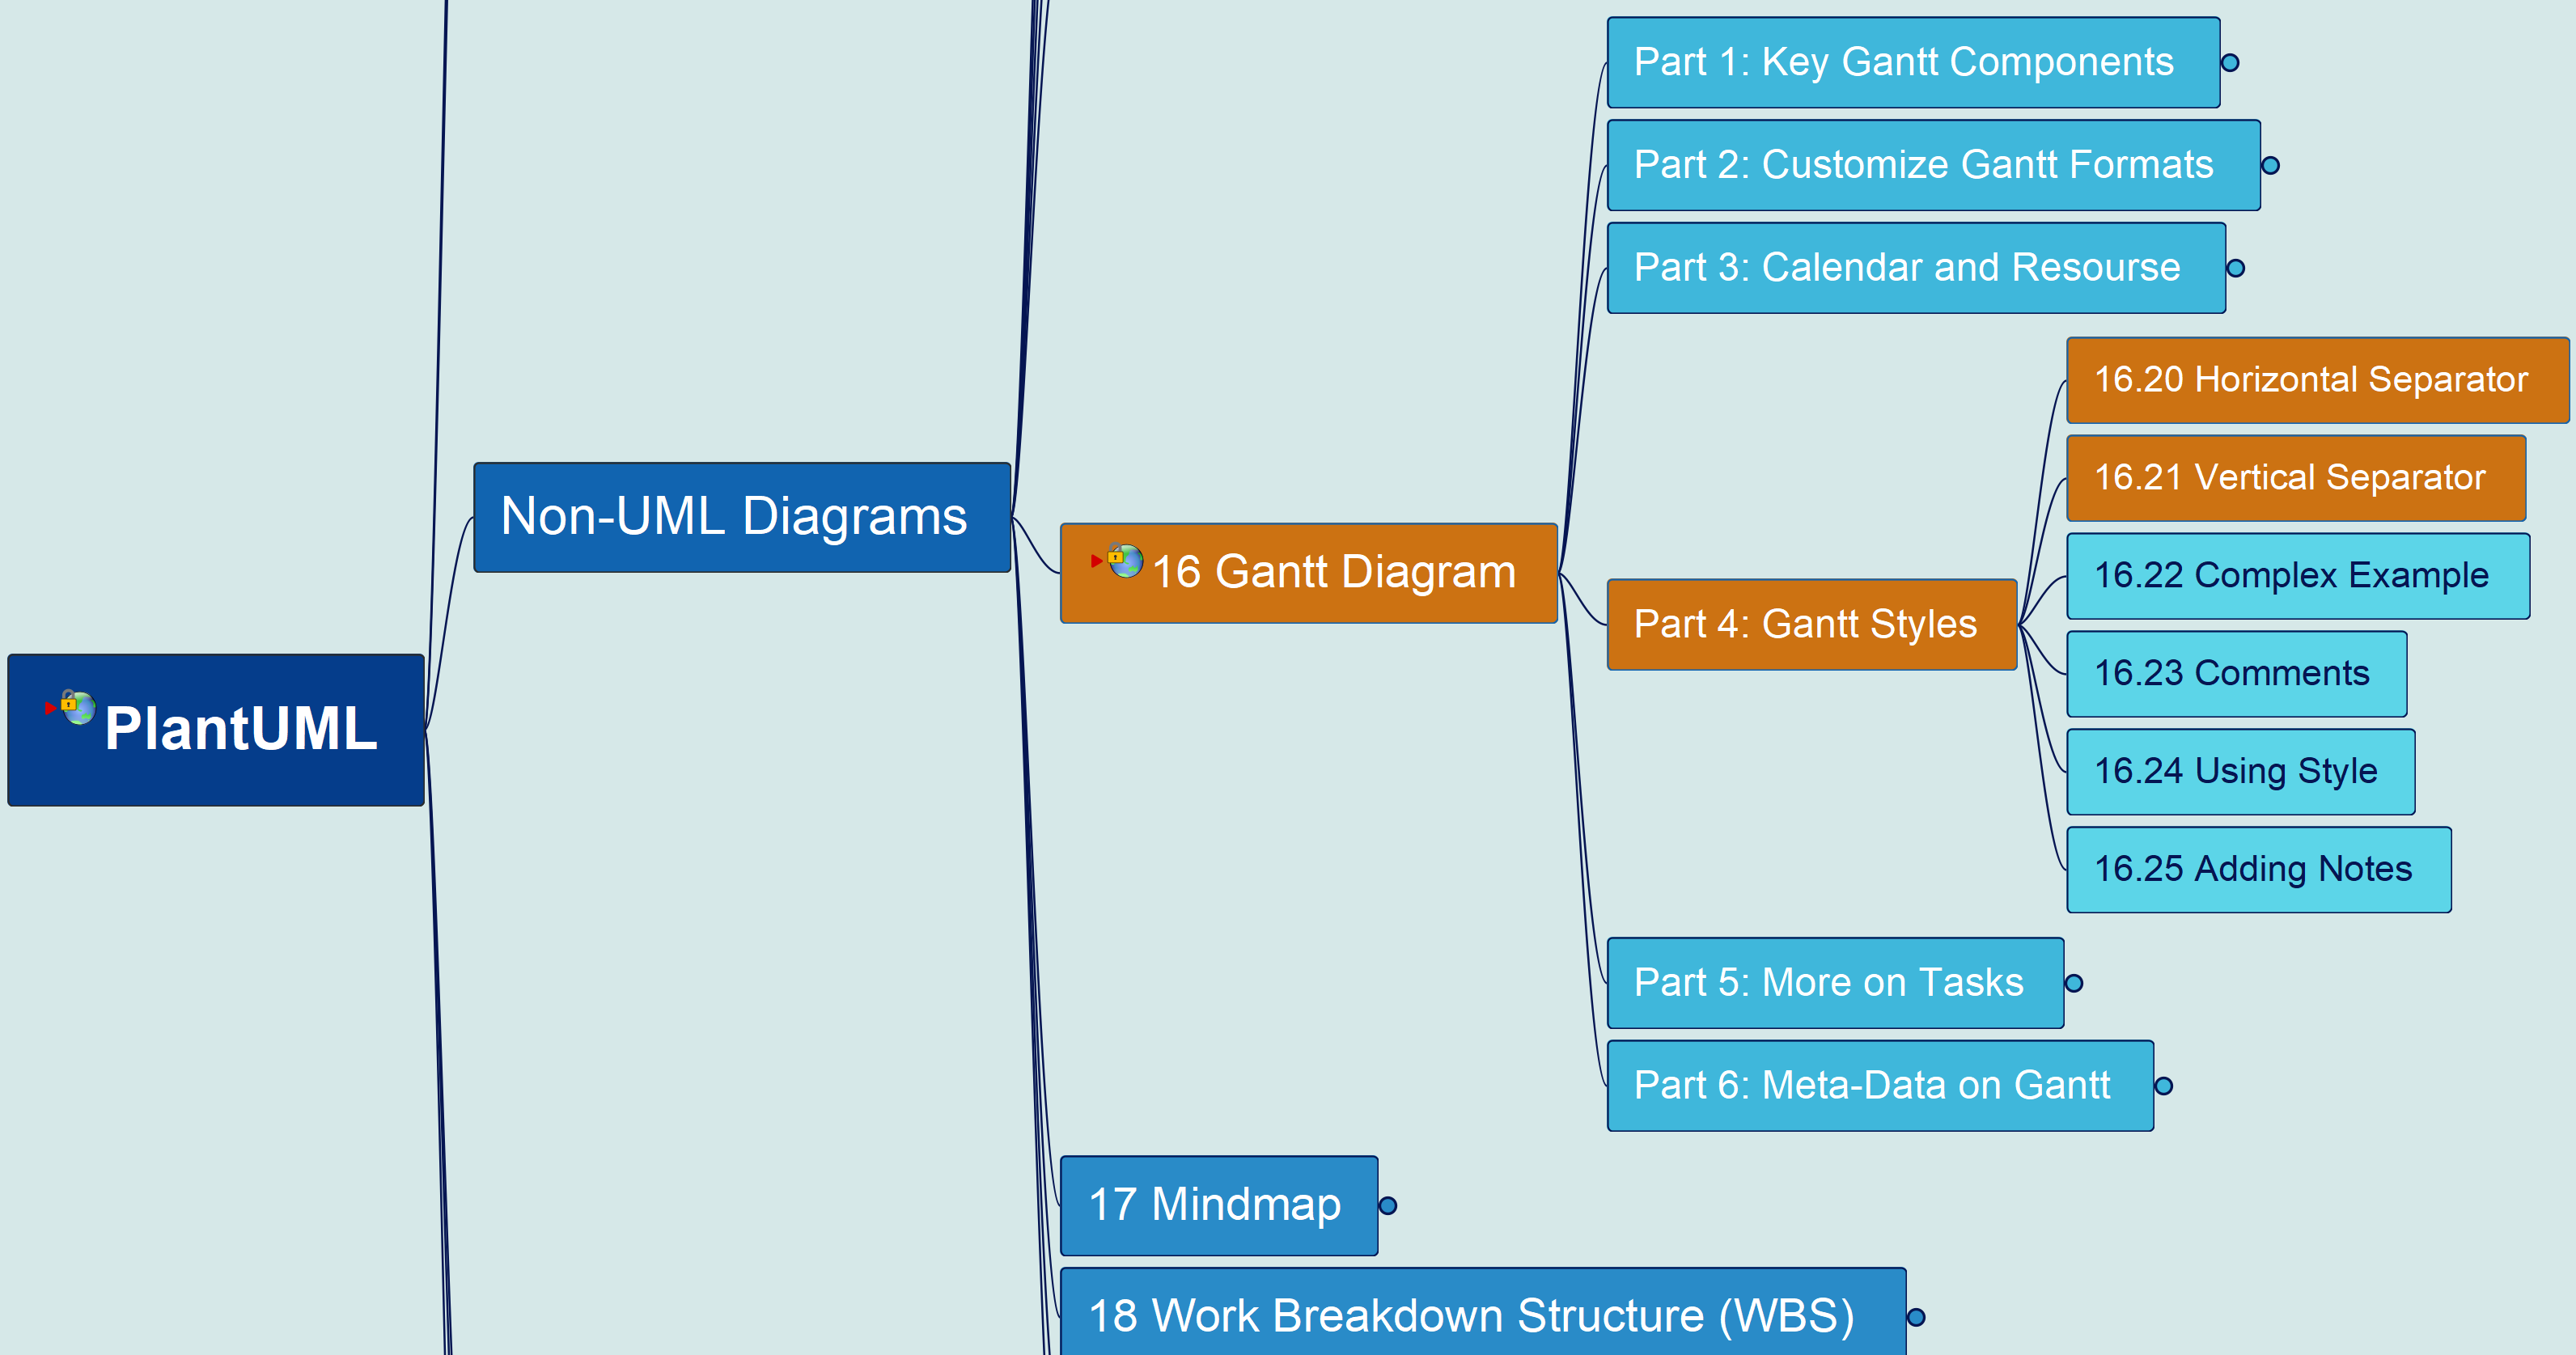 Part 1: Key Gantt Components
Part 2: Customize Gantt Formats
Part 3: Calendar and Resourse
16.20 Horizontal Separator
16.21 Vertical Separator
Non-UML Diagrams
16 Gantt Diagram
16.22 Complex Example
Part 4: Gantt Styles
16.23 Comments
PlantUML
16.24 Using Style
16.25 Adding Notes
Part 5: More on Tasks
Part 6: Meta-Data on Gantt
17 Mindmap
18 Work Breakdown Structure (WBS)